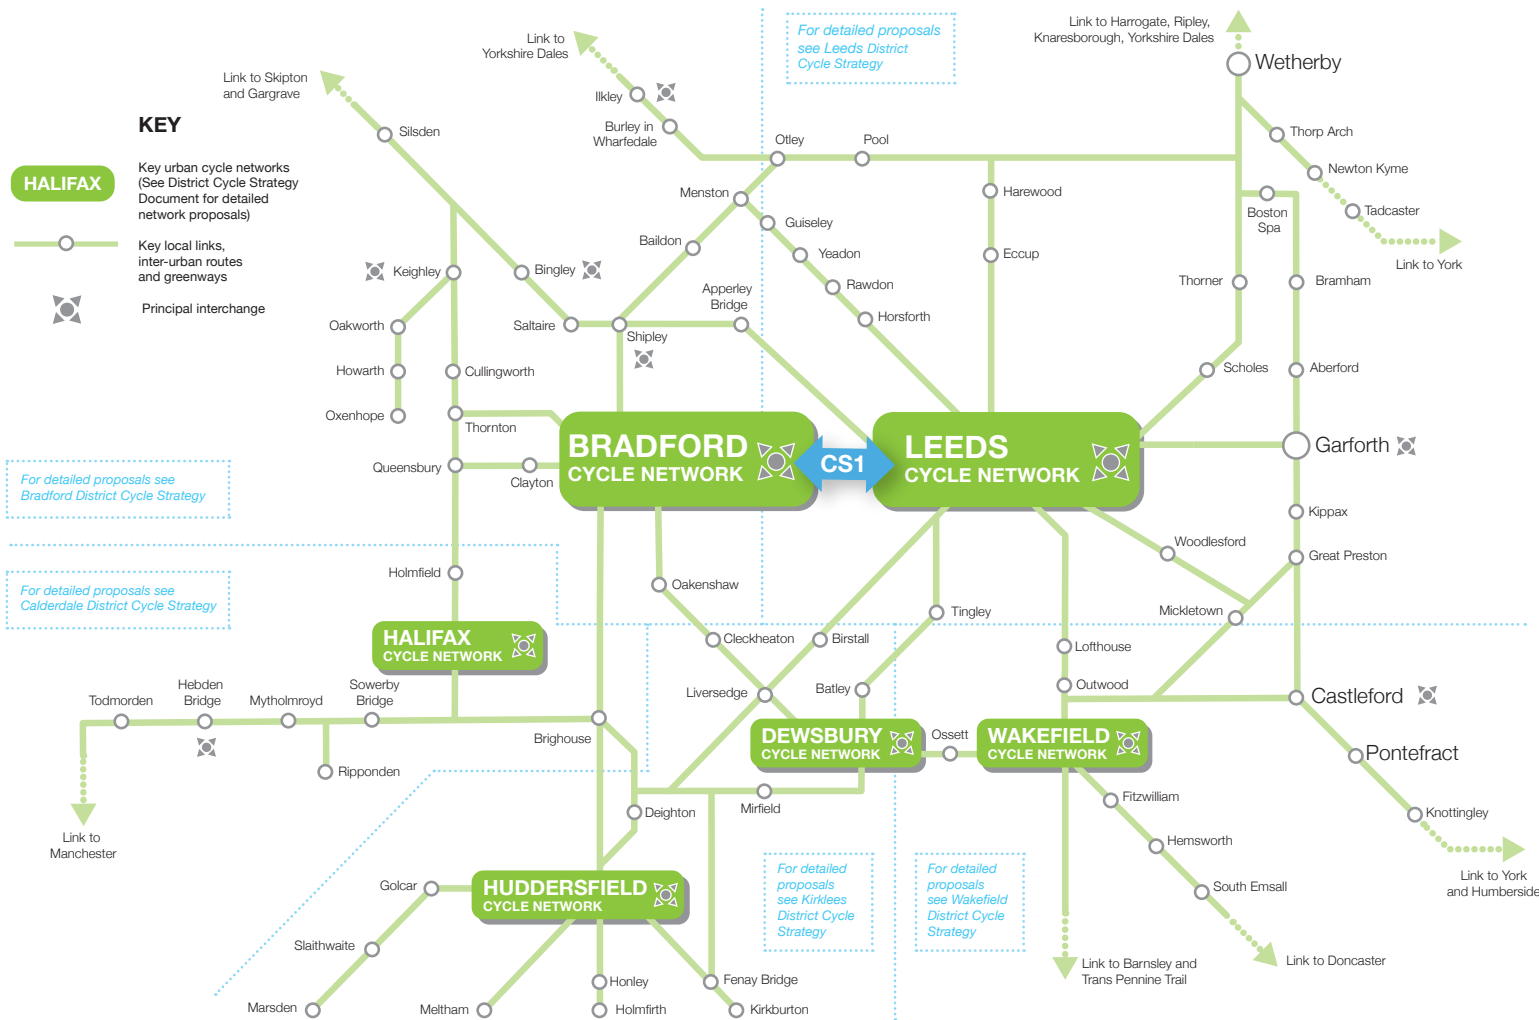 Link to Harrogate, Ripley,
Knaresborough, Yorkshire Dales
Wetherby
For detailed proposals
see Leeds District
Cycle Strategy
Link to
Yorkshire Dales
Link to Skipton
and Gargrave
Ilkley
Burley in
Wharfedale
Silsden
Otley
Pool
Thorp Arch
Newton Kyme
Tadcaster
Link to York
KEY
HALIFAX
Key urban cycle networks
(See District Cycle Strategy
Document for detailed
network proposals)
Key local links,
inter-urban routes
and greenways
Principal interchange
Menston
Guiseley
Harewood
Boston
Spa
Baildon
Yeadon
Eccup
Keighley
Bingley
Rawdon
Thorner
Bramham
Apperley
Bridge
Horsforth
Oakworth
Saltaire
Shipley
Howarth
Cullingworth
Scholes
Aberford
Oxenhope
Thornton
BRADFORD
CYCLE NETWORK
CS1
LEEDS
CYCLE NETWORK
Garforth
Queensbury
Clayton
For detailed proposals see
Bradford District Cycle Strategy
Kippax
Woodlesford
Great Preston
Holmfield
Oakenshaw
For detailed proposals see
Calderdale District Cycle Strategy
Tingley
Mickletown
HALIFAX
CYCLE NETWORK
Cleckheaton
Birstall
Lofthouse
Outwood
Liversedge
Batley
Castleford
Todmorden
Hebden
Bridge
Mytholmroyd
Sowerby
Bridge
Brighouse
DEWSBURY
CYCLE NETWORK
Ossett
WAKEFIELD
CYCLE NETWORK
Pontefract
Ripponden
Mirfield
Fitzwilliam
Deighton
Knottingley
Link to
Manchester
Hemsworth
For detailed
proposals
see Kirklees
District Cycle
Strategy
For detailed
proposals
see Wakefield
District Cycle
Strategy
Link to York
and Humberside
Golcar
HUDDERSFIELD
CYCLE NETWORK
South Emsall
Slaithwaite
Link to Barnsley and
Trans Pennine Trail
Link to Doncaster
Honley
Fenay Bridge
Marsden
Meltham
Holmfirth
Kirkburton